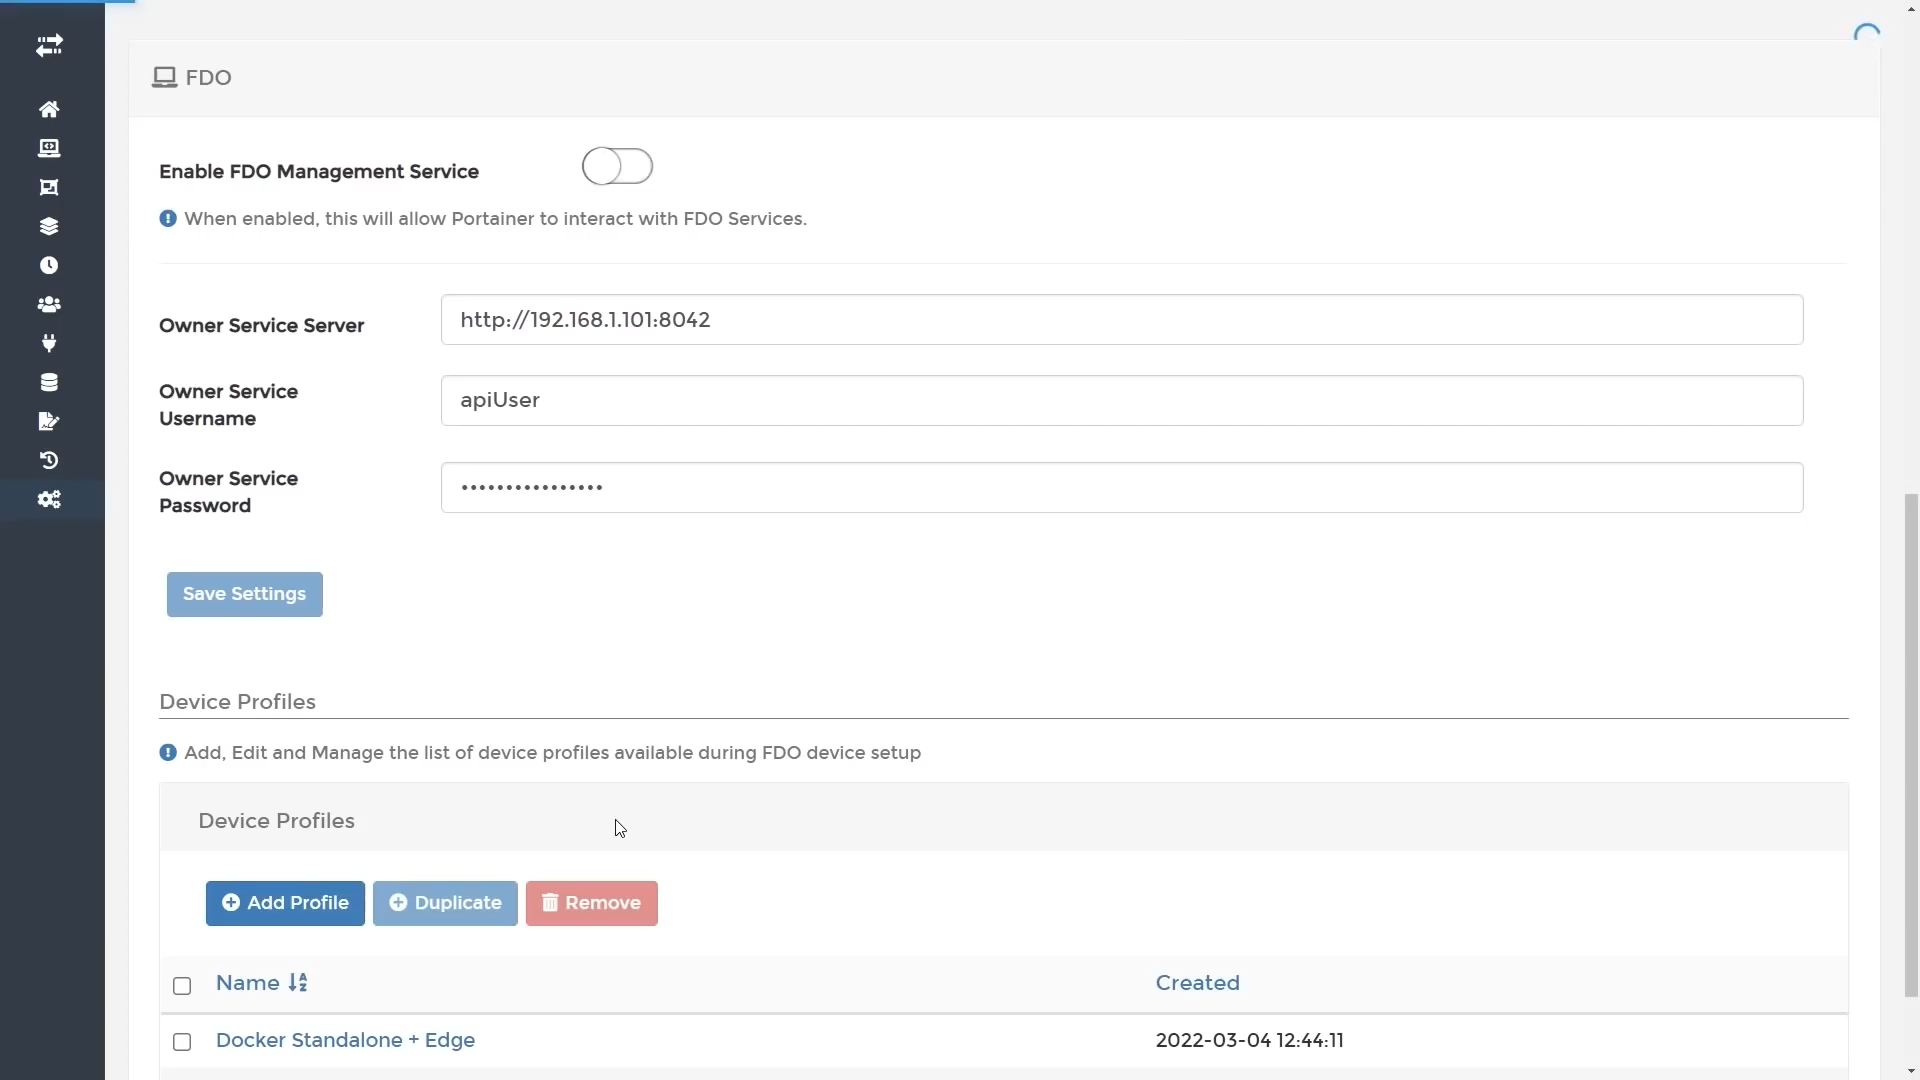 FDO
Enable FDO Management Service
When enabled, this will allow Portainer to interact with FDO Services.
Owner Service Server
http://192.168.1.101:8042
Owner Service
Username
apiUser
Owner Service
Password
••••••••••••••••
Save Settings
Device Profiles
Add, Edit and Manage the list of device profiles available during FDO device setup
Device Profiles
Add Profile
Duplicate
Remove
Name
Created
Docker Standalone + Edge
2022-03-04 12:44:11